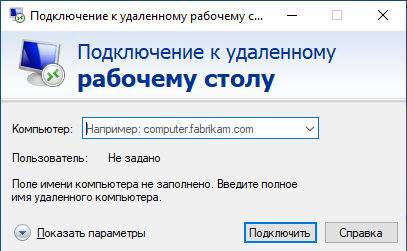 Подключение к удаленному рабочему с...
Подключение к удаленному
рабочему столу
Компьютер: Например: computer.fabrikam.com
Пользователь: Не задано
Поле имени компьютера не заполнено. Введите полное
имя удаленного компьютера.
Показать параметры Подключить Справка